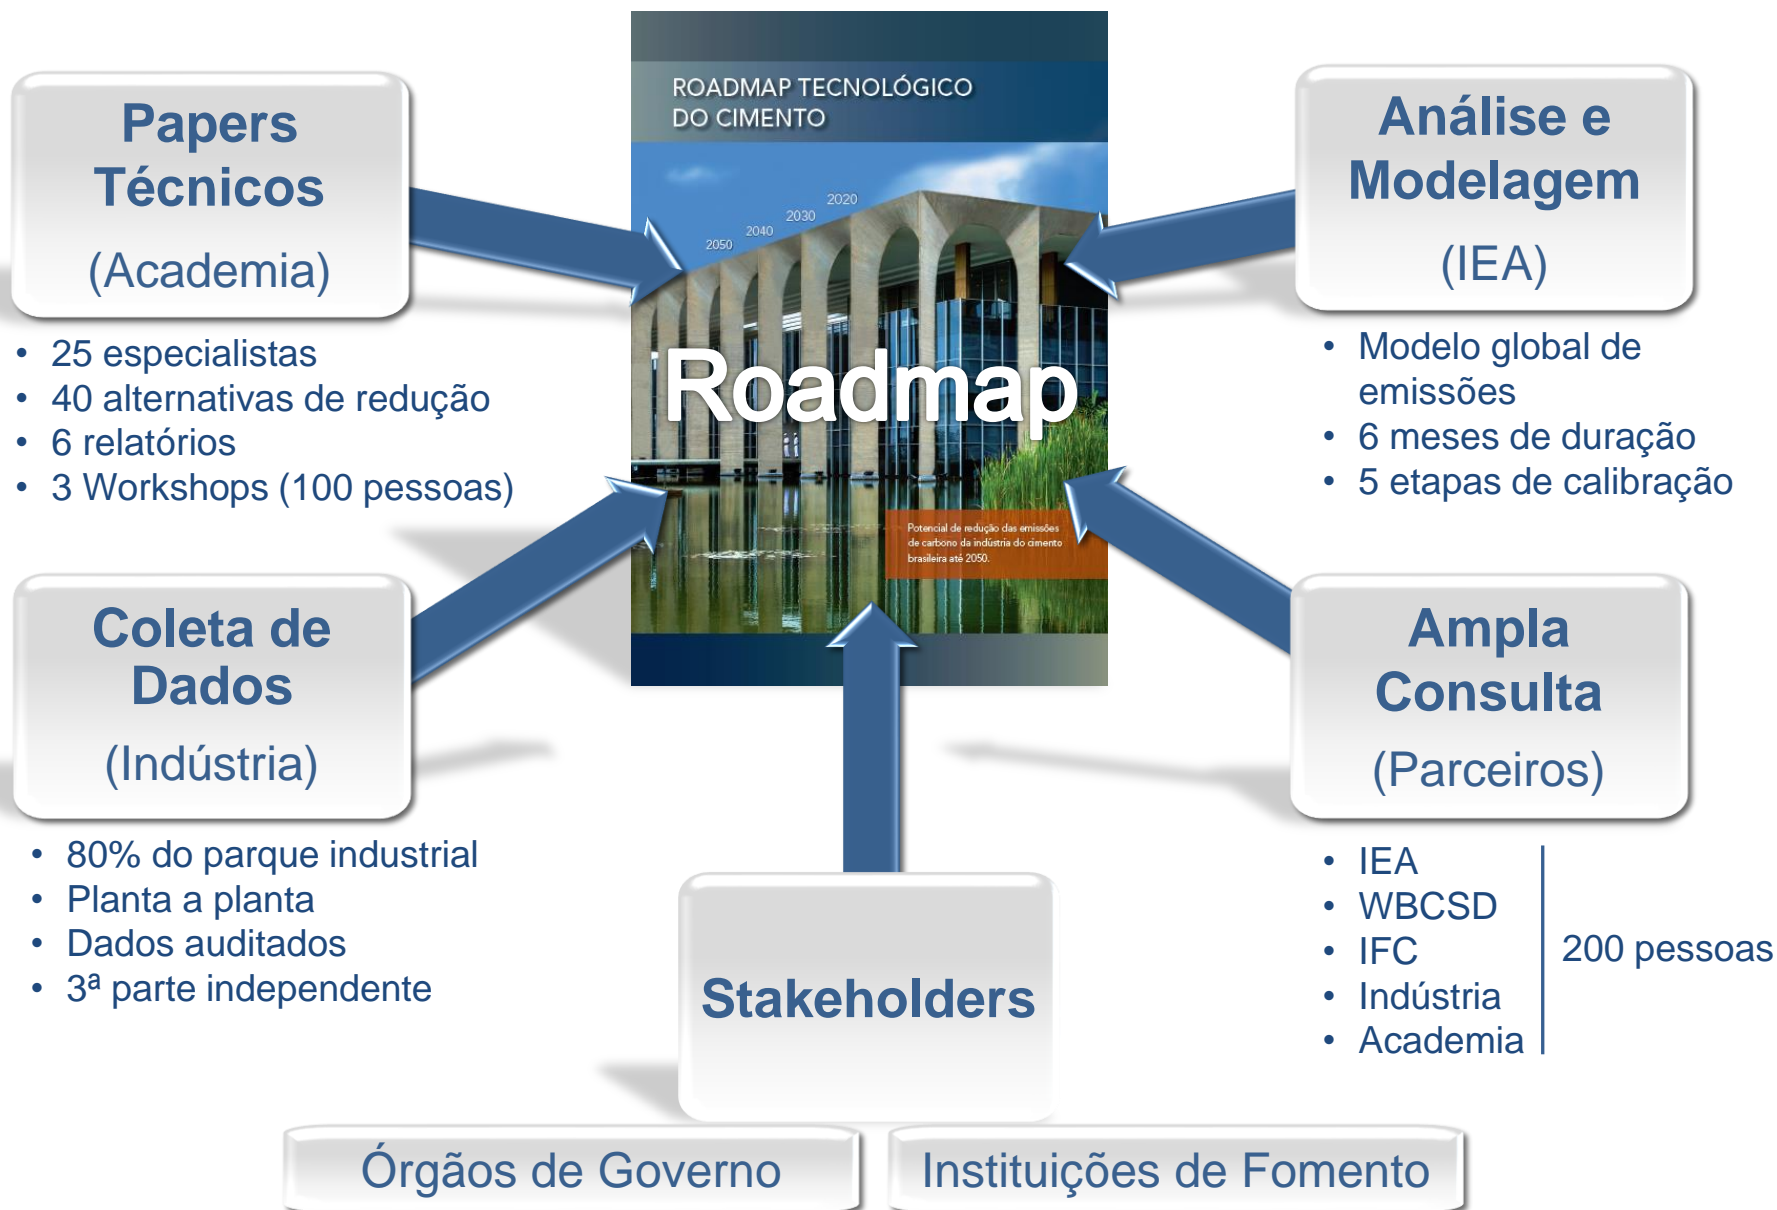 Papers
Técnicos
(Academia)
• 25 especialistas
• 40 alternativas de redução
• 6 relatórios
• 3 Workshops (100 pessoas)
Coleta de
Dados
(Indústria)
• 80% do parque industrial
• Planta a planta
• Dados auditados
• 3ª parte independente
ROADMAP TECNOLÓGICO
DO CIMENTO
2020
2030
2040
2050
Roadmap
Potencial de redução das emissões
de carbono da indústria do cimento
brasileira até 2050.
Análise e
Modelagem
(IEA)
• Modelo global de
emissões
• 6 meses de duração
• 5 etapas de calibração
Ampla
Consulta
(Parceiros)
• IEA
• WBCSD
• IFC
• Indústria
• Academia
200 pessoas
Stakeholders
Órgãos de Governo
Instituições de Fomento